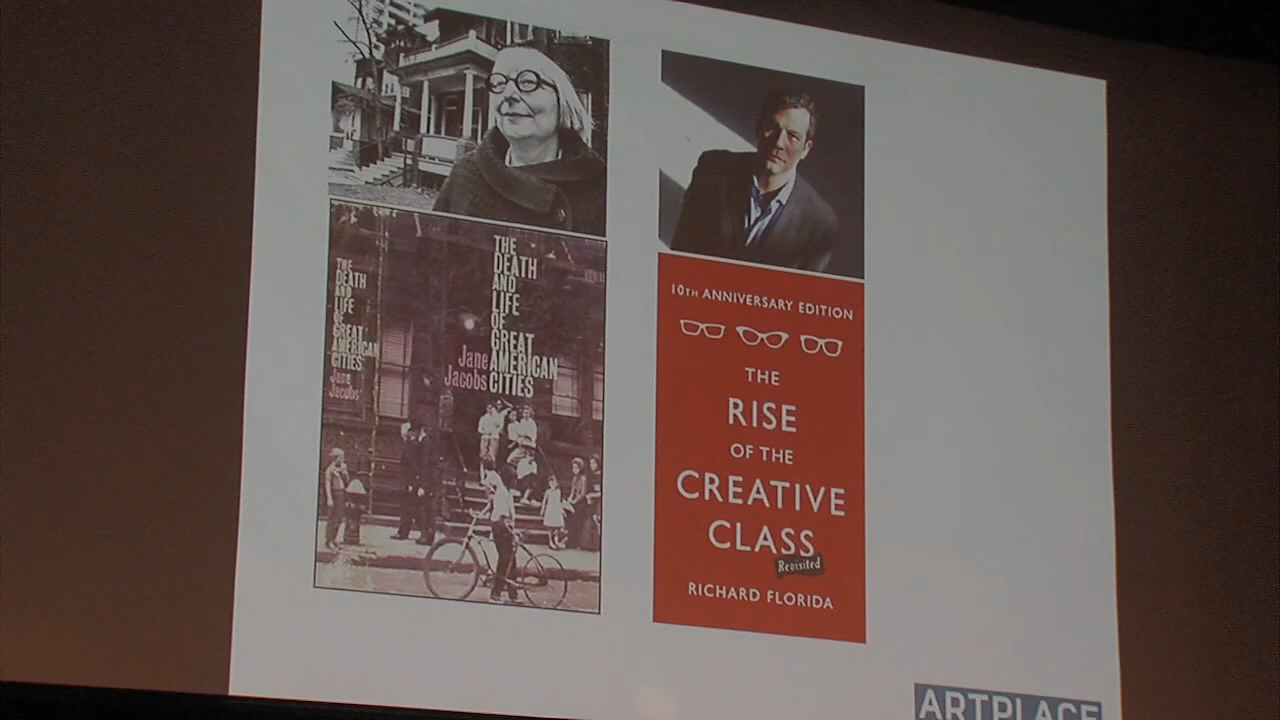 THE
DEATH
AND
LIFE
OF
GREAT
AMERICAN
CITIES
Jane
Jacobs
THE
DEATH
AND
LIFE
OF
GREAT
Jane AMERICAN
Jacobs CITIES
10TH ANNIVERSARY EDITION
THE
RISE
OF THE
CREATIVE
CLASS
Revisited
RICHARD FLORIDA
ARTPLACE